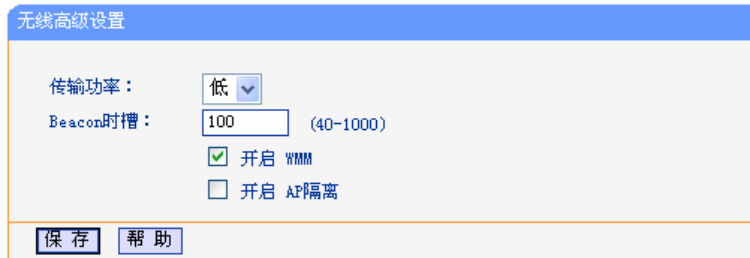 无线高级设置
传输功率： 低
Beacon时槽： 100 (40-1000)
开启 WMM
开启 AP隔离
保 存 帮 助